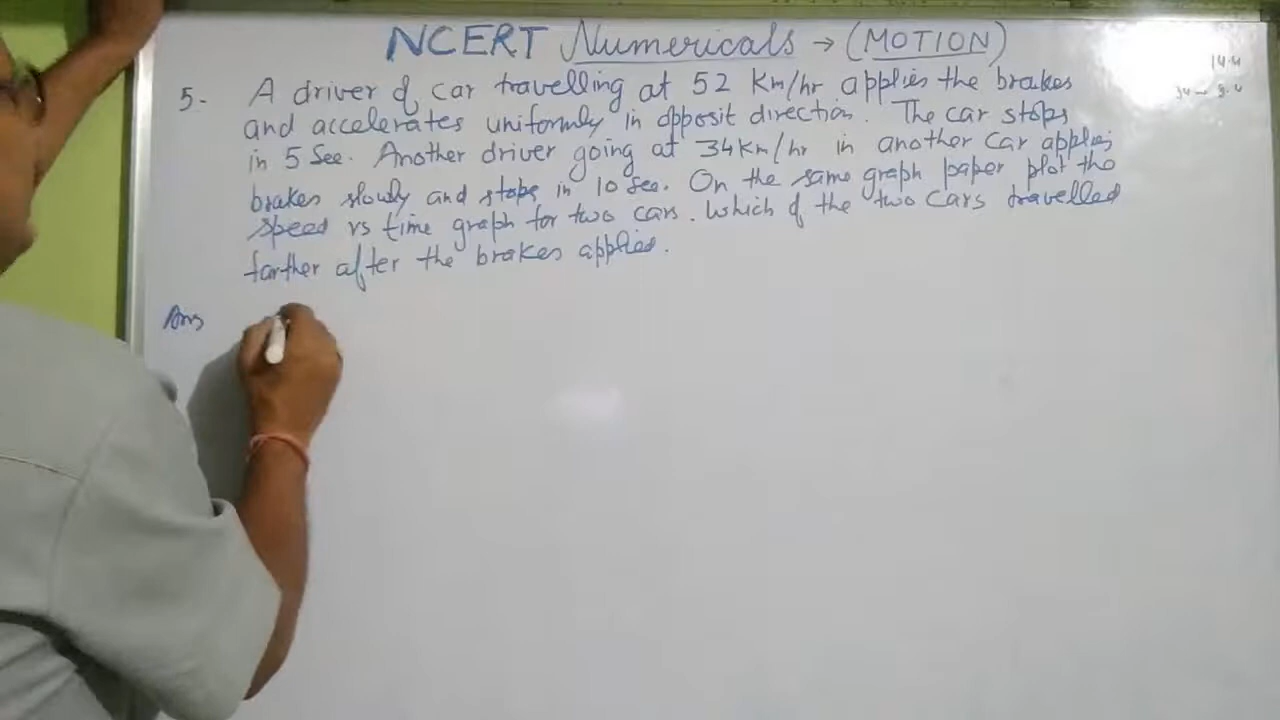 NCERT Numericals → (MOTION)
14.4
5- A driver of car travelling at 52 Km/hr applies the brakes
and accelerates uniformly in opposit direction. The car stops
in 5 Sec. Another driver going at 34Km/hr in another car applies
brakes slowly and stops in 10 Sec. On the same graph paper plot the
speed vs time graph for two cars. Which of the two cars travelled
farther after the brakes applied.
Ans